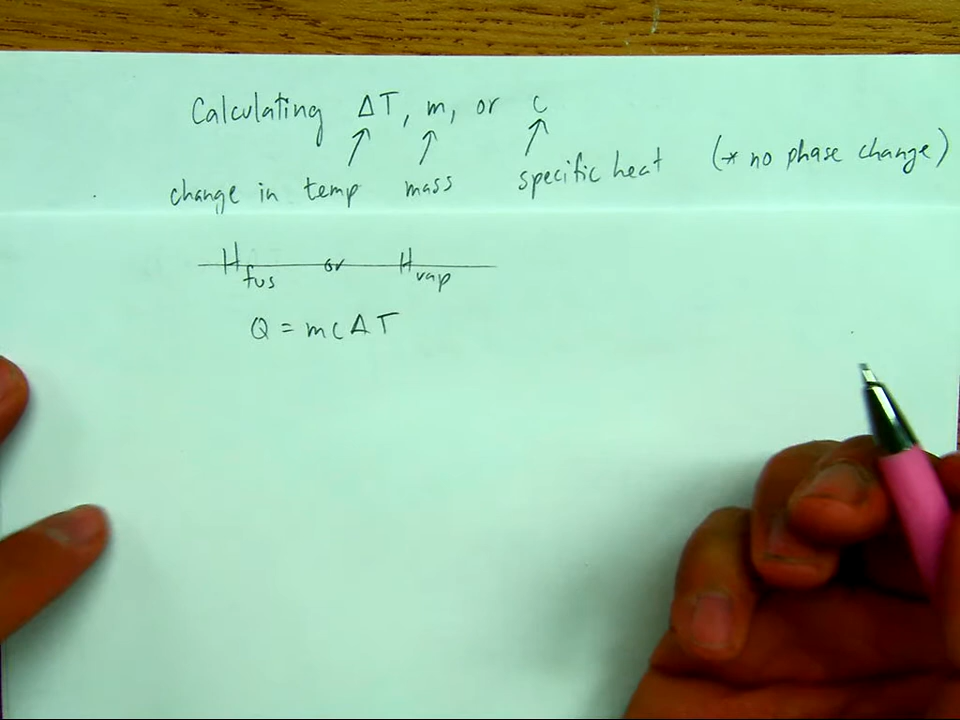 Calculating ΔT, m, or c
change in temp mass specific heat (* no phase change)
Hfus or Hvap
Q = mcΔT